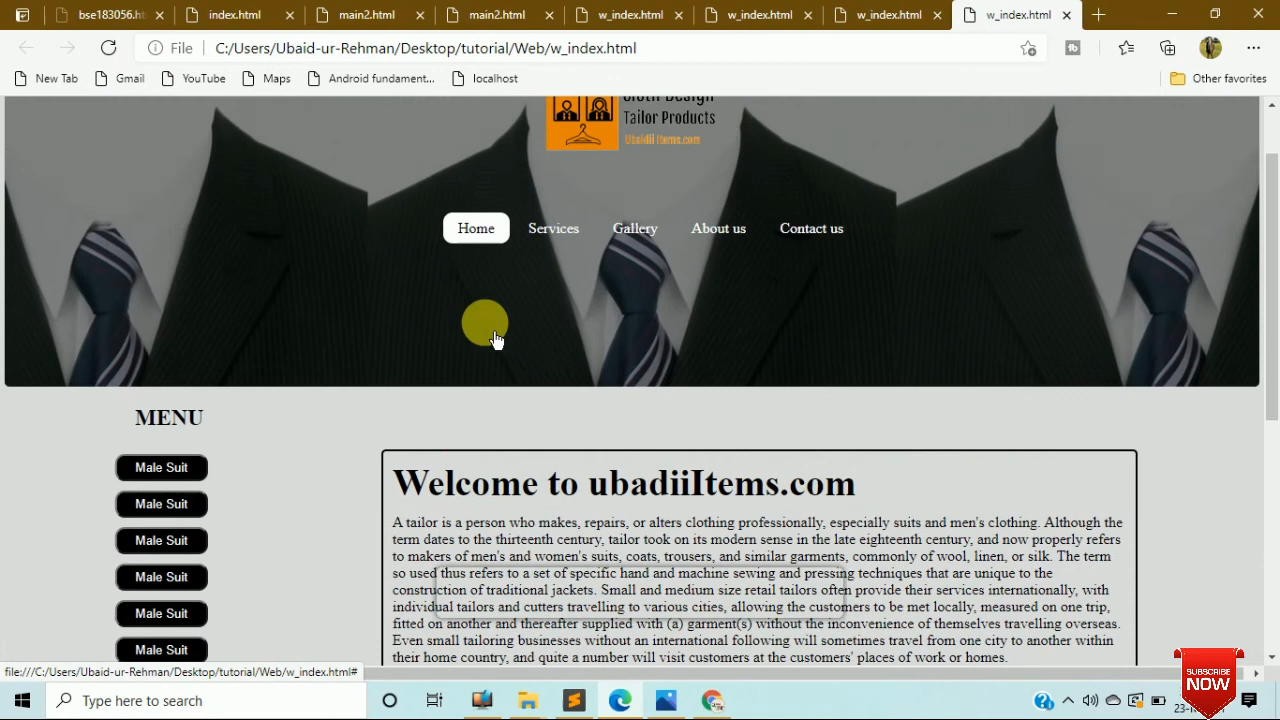 bse183056.ht
index.html
main2.html
main2.html
w_index.html
w_index.html
w_index.html
w_index.html
File
C:/Users/Ubaid-ur-Rehman/Desktop/tutorial/Web/w_index.html
New Tab
Gmail
YouTube
Maps
Android fundament...
localhost
Other favorites
Cloth Design
Tailor Products
Ubaidii Items.com
Home
Services
Gallery
About us
Contact us
MENU
Male Suit
Male Suit
Male Suit
Male Suit
Male Suit
Male Suit
Welcome to ubadiiItems.com
A tailor is a person who makes, repairs, or alters clothing professionally, especially suits and men's clothing. Although the
term dates to the thirteenth century, tailor took on its modern sense in the late eighteenth century, and now properly refers
to makers of men's and women's suits, coats, trousers, and similar garments, commonly of wool, linen, or silk. The term
so used thus refers to a set of specific hand and machine sewing and pressing techniques that are unique to the
construction of traditional jackets. Small and medium size retail tailors often provide their services internationally, with
individual tailors and cutters travelling to various cities, allowing the customers to be met locally, measured on one trip,
fitted on another and thereafter supplied with (a) garment(s) without the inconvenience of themselves travelling overseas.
Even small tailoring businesses without an international following will sometimes travel from one city to another within
their home country, and quite a number will visit customers at the customers' places of work or homes.
file:///C:/Users/Ubaid-ur-Rehman/Desktop/tutorial/Web/w_index.html#
Type here to search
SUBSCRIBE
NOW